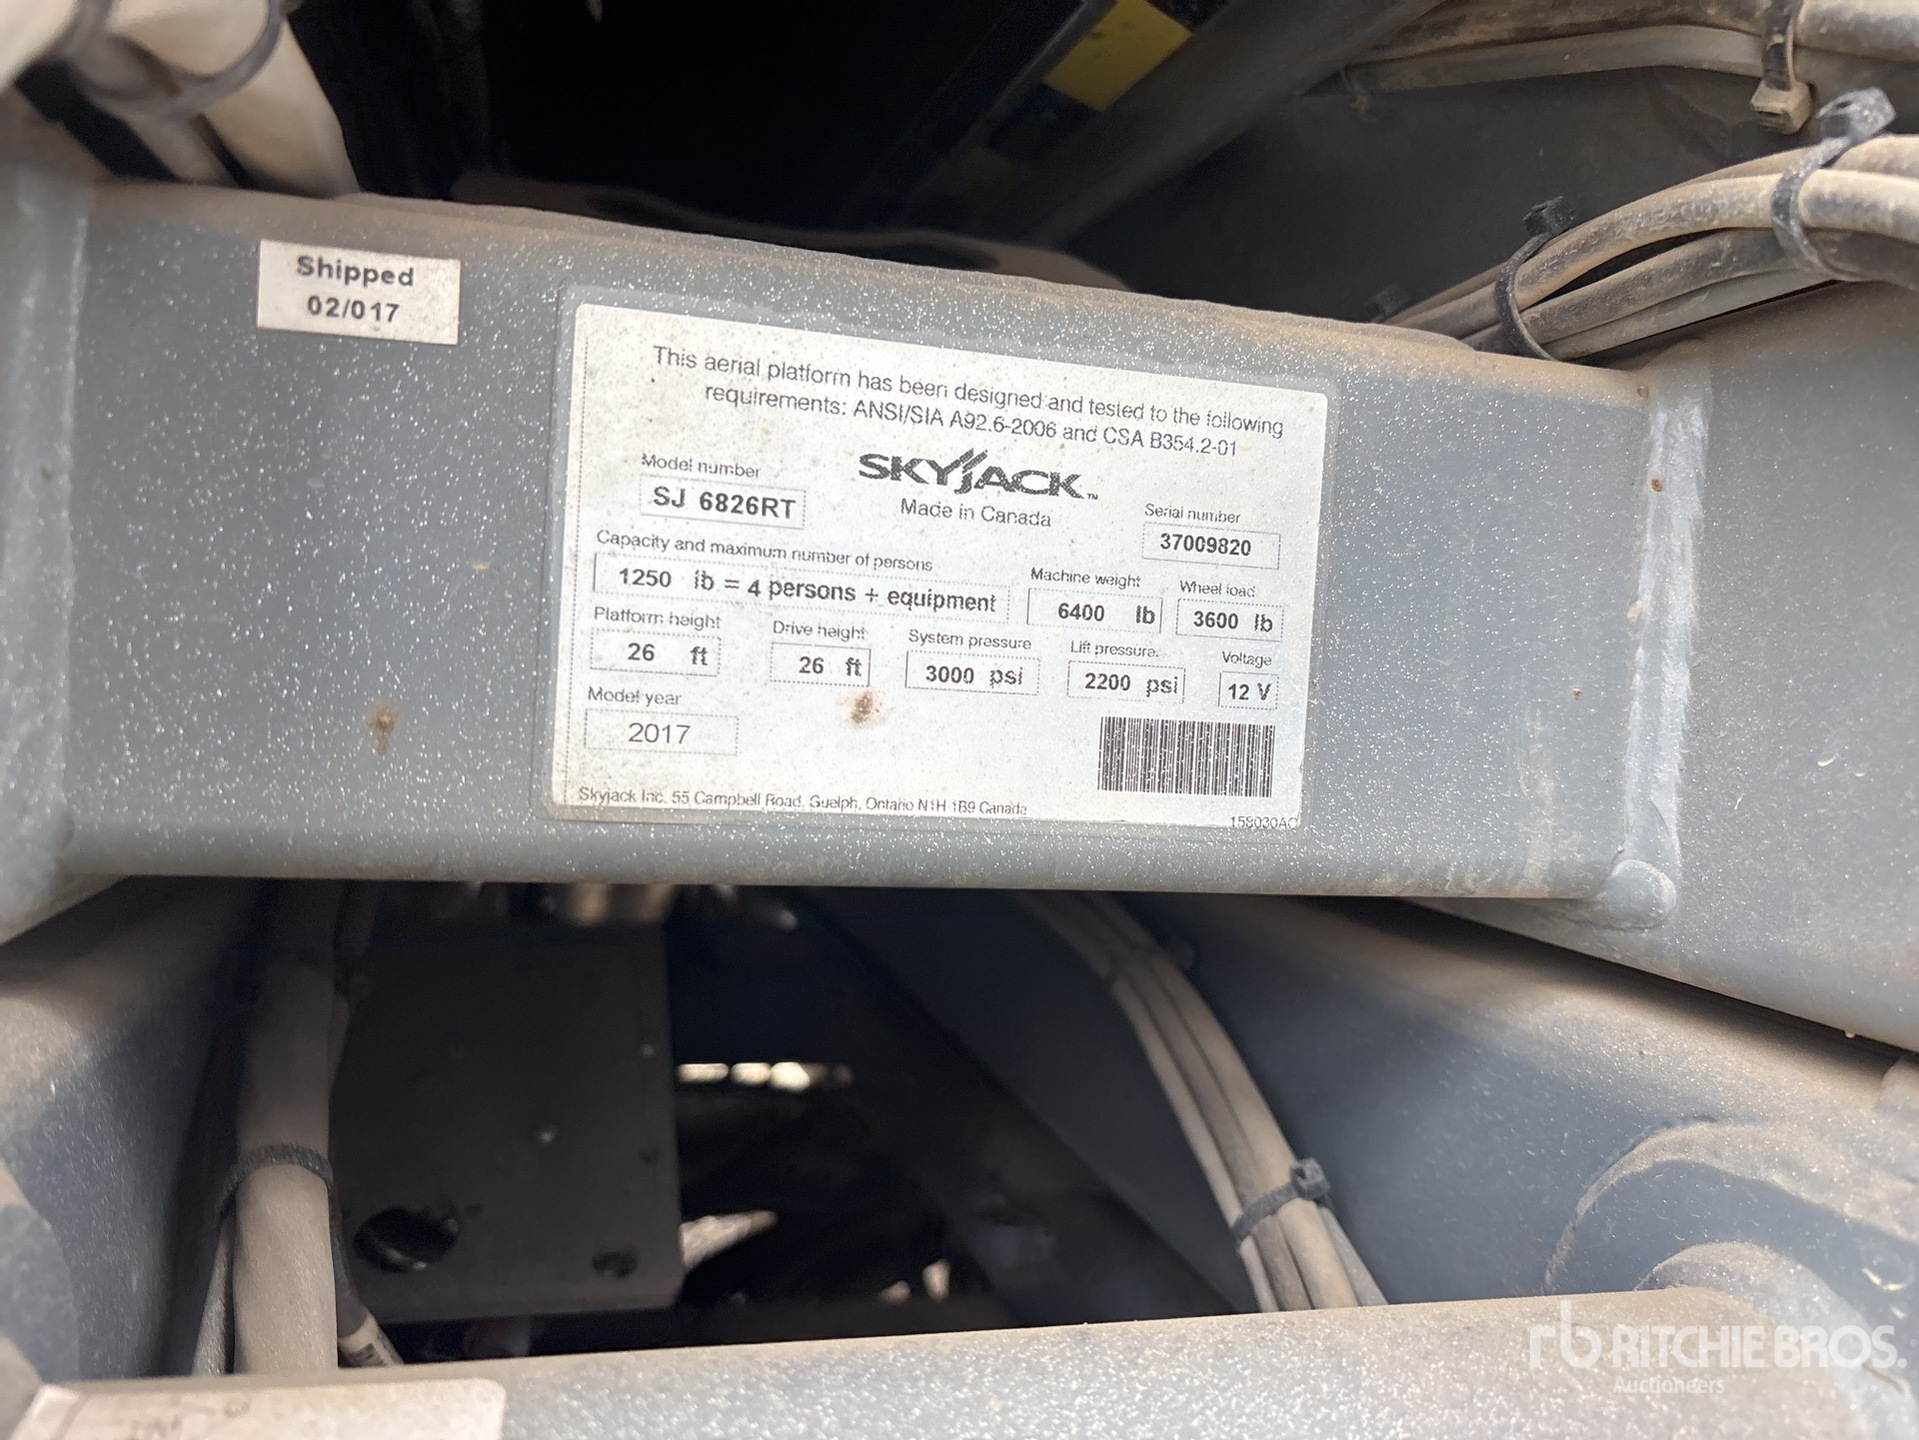 Shipped
02/017
This aerial platform has been designed and tested to the following
requirements: ANSI/SIA A92.6-2006 and CSA B354.2-01
SKYJACK™
Made in Canada
Model number
SJ 6826RT
Serial number
37009820
Capacity and maximum number of persons
1250 lb = 4 persons + equipment
Machine weight
6400 lb
Wheel load
3600 lb
Platform height
26 ft
Drive height
26 ft
System pressure
3000 psi
Lift pressure
2200 psi
Voltage
12 V
Model year
2017
Skyjack Inc. 55 Campbell Road, Guelph, Ontario N1H 1B9 Canada
158030AC
rb RITCHIE BROS.
Auctioneers